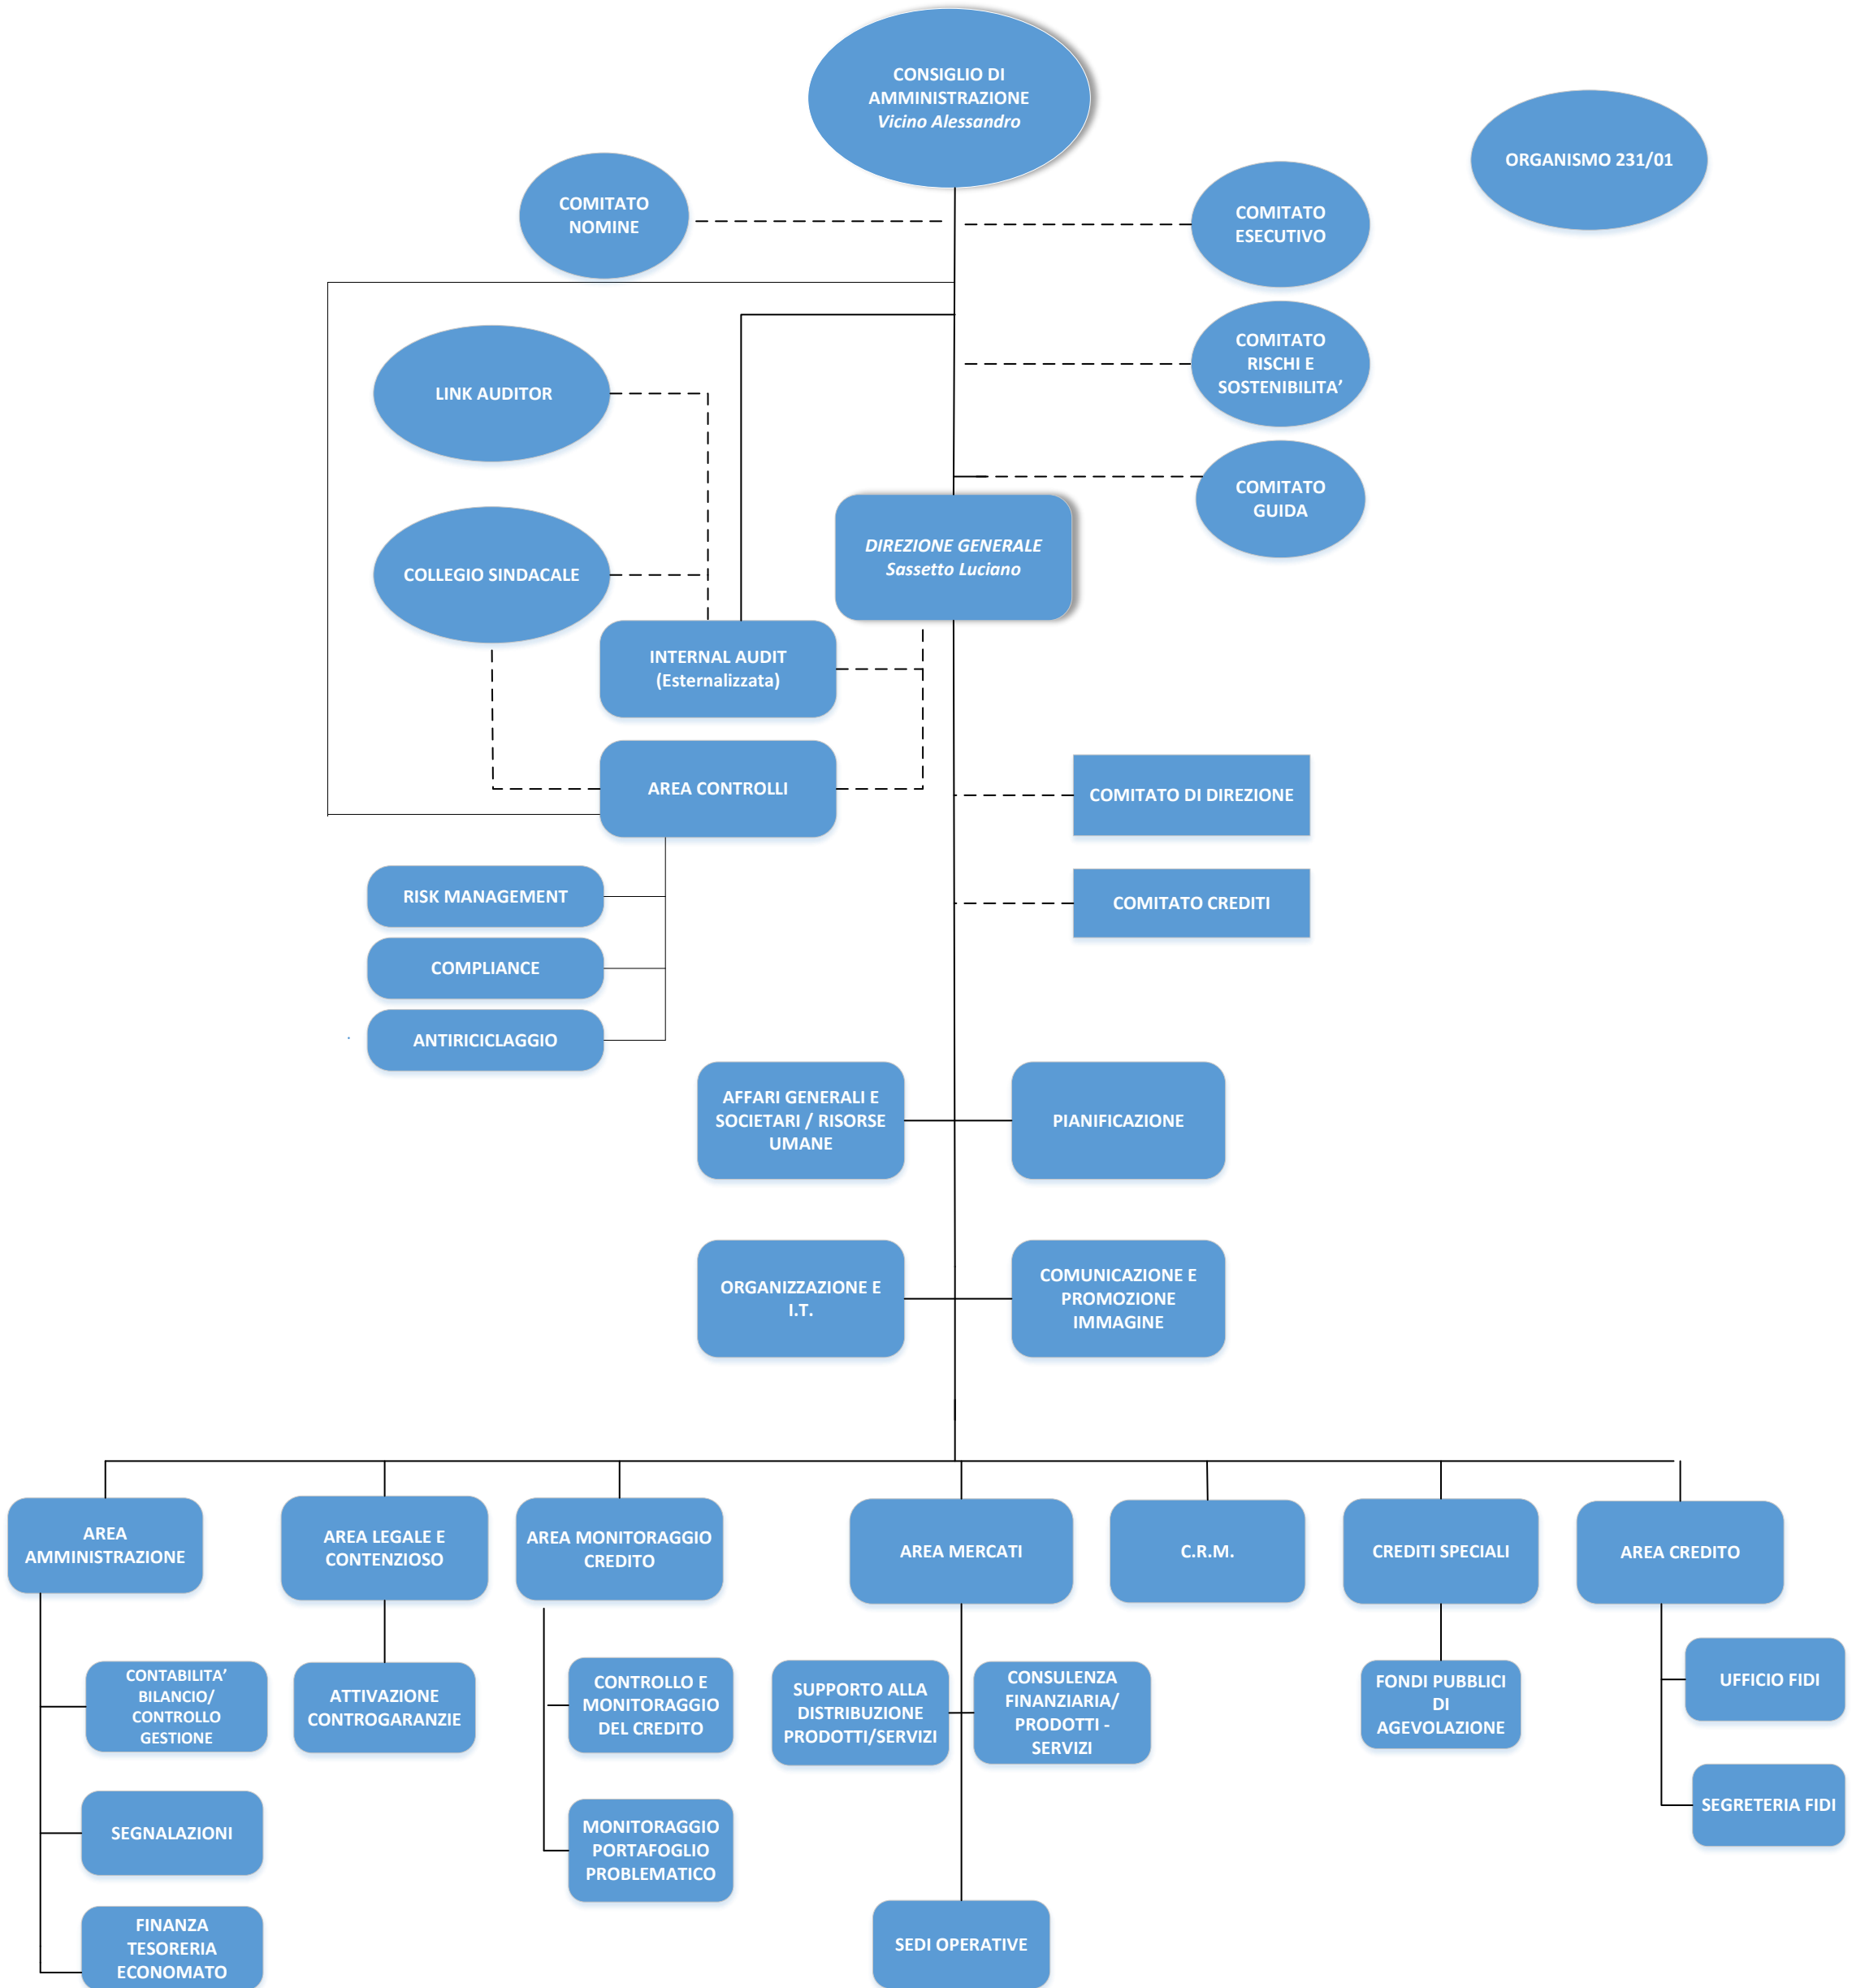 CONSIGLIO DI
AMMINISTRAZIONE
Vicino Alessandro
ORGANISMO 231/01
COMITATO
NOMINE
COMITATO
ESECUTIVO
COMITATO
RISCHI E
SOSTENIBILITA’
LINK AUDITOR
COMITATO
GUIDA
DIREZIONE GENERALE
Sassetto Luciano
COLLEGIO SINDACALE
INTERNAL AUDIT
(Esternalizzata)
AREA CONTROLLI
COMITATO DI DIREZIONE
RISK MANAGEMENT
COMITATO CREDITI
COMPLIANCE
ANTIRICICLAGGIO
AFFARI GENERALI E
SOCIETARI / RISORSE
UMANE
PIANIFICAZIONE
ORGANIZZAZIONE E
I.T.
COMUNICAZIONE E
PROMOZIONE
IMMAGINE
AREA
AMMINISTRAZIONE
AREA LEGALE E
CONTENZIOSO
AREA MONITORAGGIO
CREDITO
AREA MERCATI
C.R.M.
CREDITI SPECIALI
AREA CREDITO
CONTABILITA’
BILANCIO/
CONTROLLO
GESTIONE
ATTIVAZIONE
CONTROGARANZIE
CONTROLLO E
MONITORAGGIO
DEL CREDITO
SUPPORTO ALLA
DISTRIBUZIONE
PRODOTTI/SERVIZI
CONSULENZA
FINANZIARIA/
PRODOTTI -
SERVIZI
FONDI PUBBLICI
DI
AGEVOLAZIONE
UFFICIO FIDI
SEGNALAZIONI
MONITORAGGIO
PORTAFOGLIO
PROBLEMATICO
SEGRETERIA FIDI
FINANZA
TESORERIA
ECONOMATO
SEDI OPERATIVE